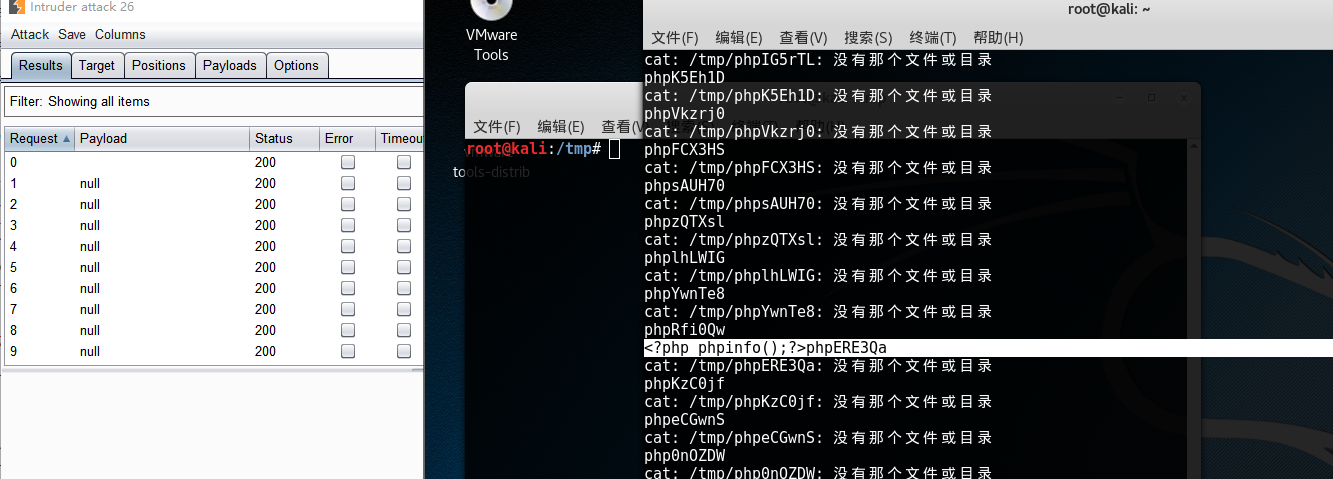 Intruder attack 26
Attack Save Columns
Results Target Positions Payloads Options
Filter: Showing all items
Request Payload Status Error Timeou
0 200
1 null 200
2 null 200
3 null 200
4 null 200
5 null 200
6 null 200
7 null 200
8 null 200
9 null 200
VMware
Tools
文件(F) 编辑(E) 查看(V
root@kali:/tmp#
tools-distrib
root@kali: ~
文件(F) 编辑(E) 查看(V) 搜索(S) 终端(T) 帮助(H)
cat: /tmp/phpIG5rTL: 没有那个文件或目录
phpK5Eh1D
cat: /tmp/phpK5Eh1D: 没有那个文件或目录
phpVkzrj0
cat: /tmp/phpVkzrj0: 没有那个文件或目录
phpFCX3HS
cat: /tmp/phpFCX3HS: 没有那个文件或目录
phpsAUH70
cat: /tmp/phpsAUH70: 没有那个文件或目录
phpzQTXsl
cat: /tmp/phpzQTXsl: 没有那个文件或目录
phplhLWIG
cat: /tmp/phplhLWIG: 没有那个文件或目录
phpYwnTe8
cat: /tmp/phpYwnTe8: 没有那个文件或目录
phpRfi0Qw
<?php phpinfo();?>phpERE3Qa
cat: /tmp/phpERE3Qa: 没有那个文件或目录
phpKzC0jf
cat: /tmp/phpKzC0jf: 没有那个文件或目录
phpeCGwnS
cat: /tmp/phpeCGwnS: 没有那个文件或目录
php0nOZDW
cat: /tmp/php0nOZDW: 没有那个文件或目录